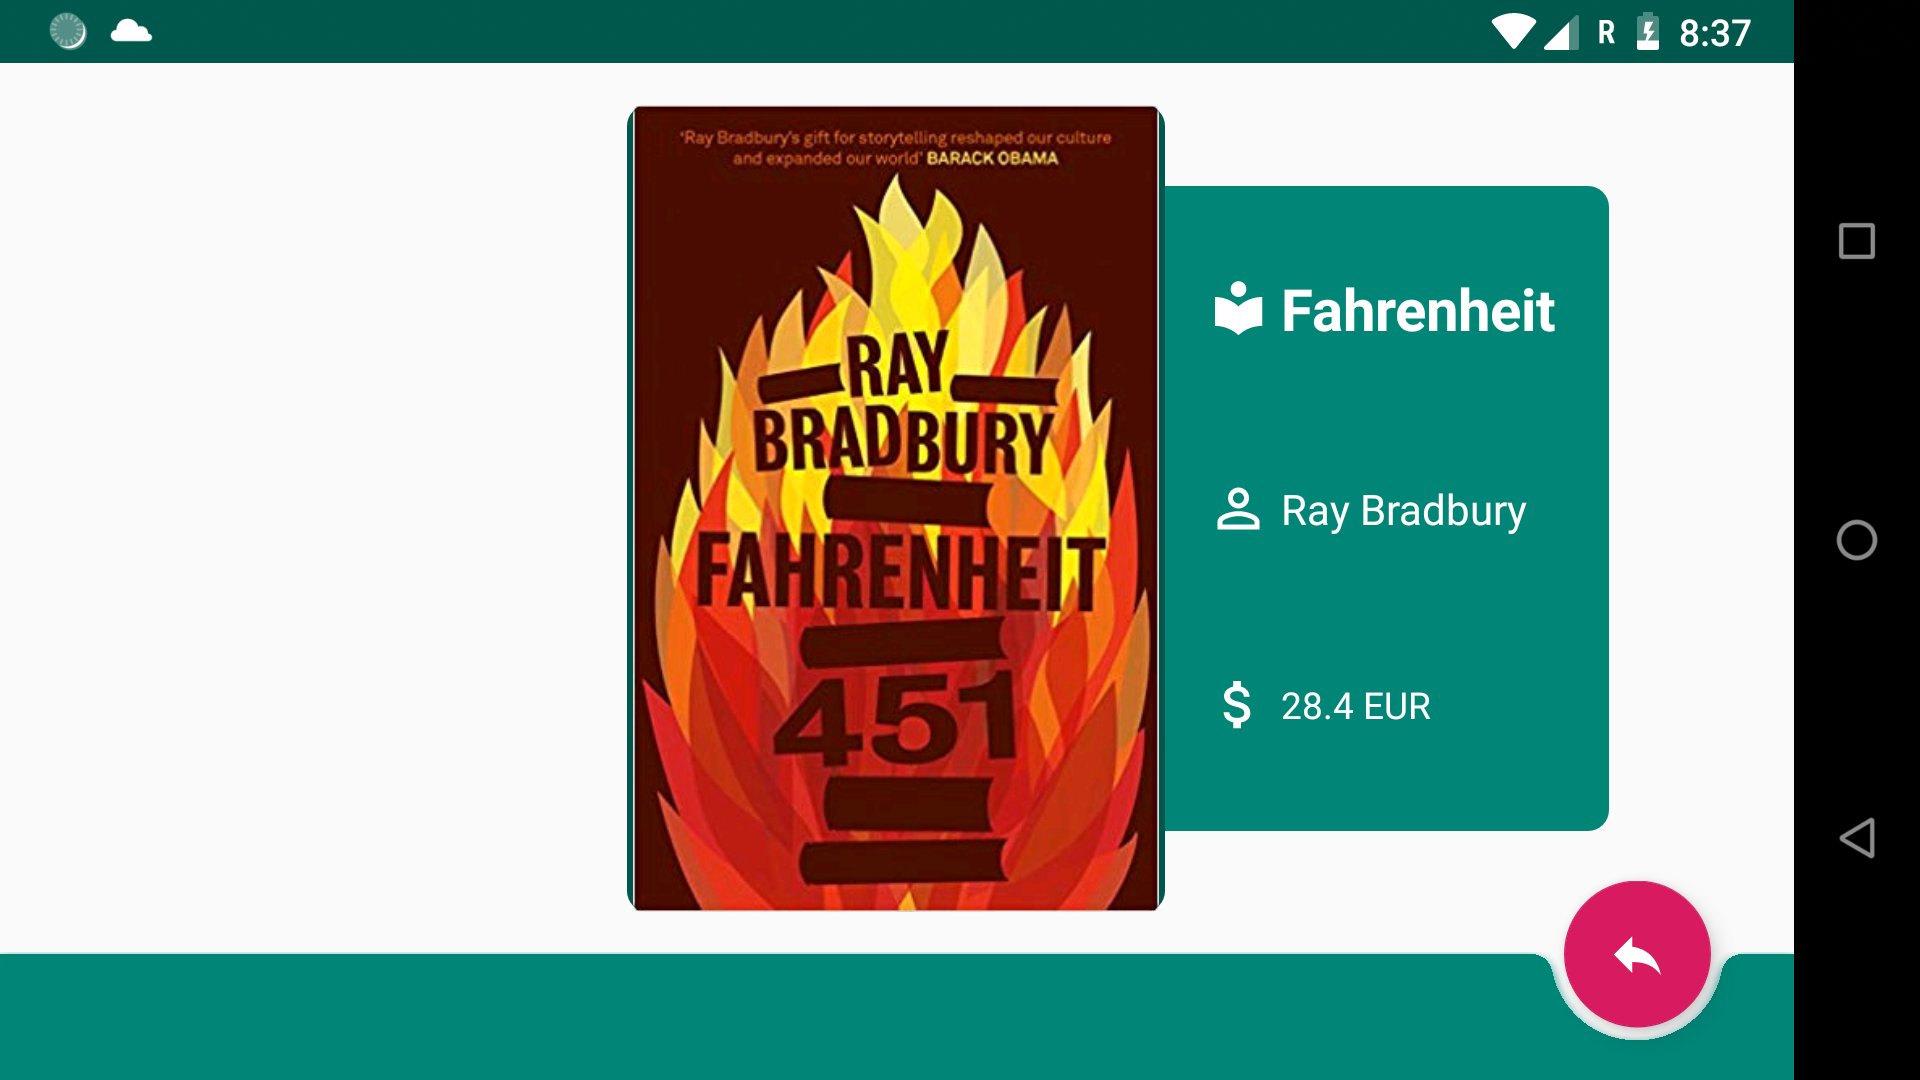 R 8:37
'Ray Bradbury's gift for storytelling reshaped our culture
and expanded our world' BARACK OBAMA
RAY
BRADBURY
FAHRENHEIT
451
Fahrenheit
Ray Bradbury
$ 28.4 EUR